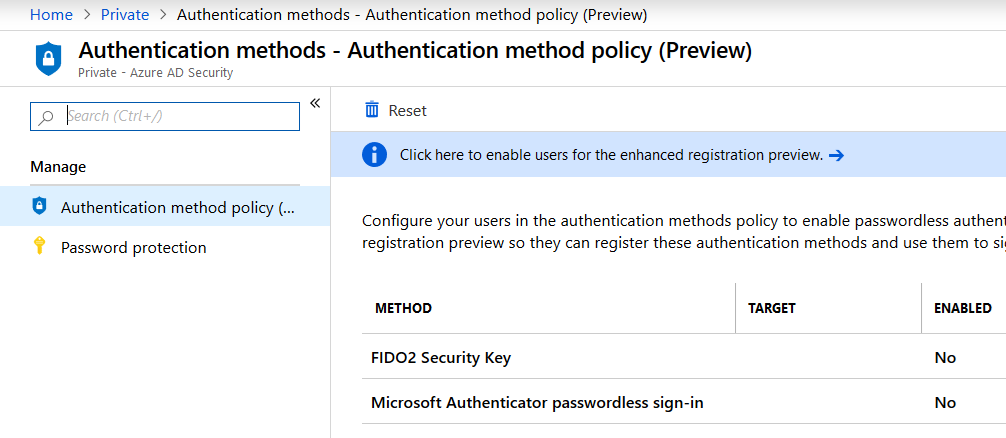 Home > Private > Authentication methods - Authentication method policy (Preview)
Authentication methods - Authentication method policy (Preview)
Private - Azure AD Security
Search (Ctrl+/)
«
Manage
Authentication method policy (...
Password protection
Reset
Click here to enable users for the enhanced registration preview. →
Configure your users in the authentication methods policy to enable passwordless
registration preview so they can register these authentication methods and use them to
METHOD TARGET ENABLED
FIDO2 Security Key No
Microsoft Authenticator passwordless sign-in No